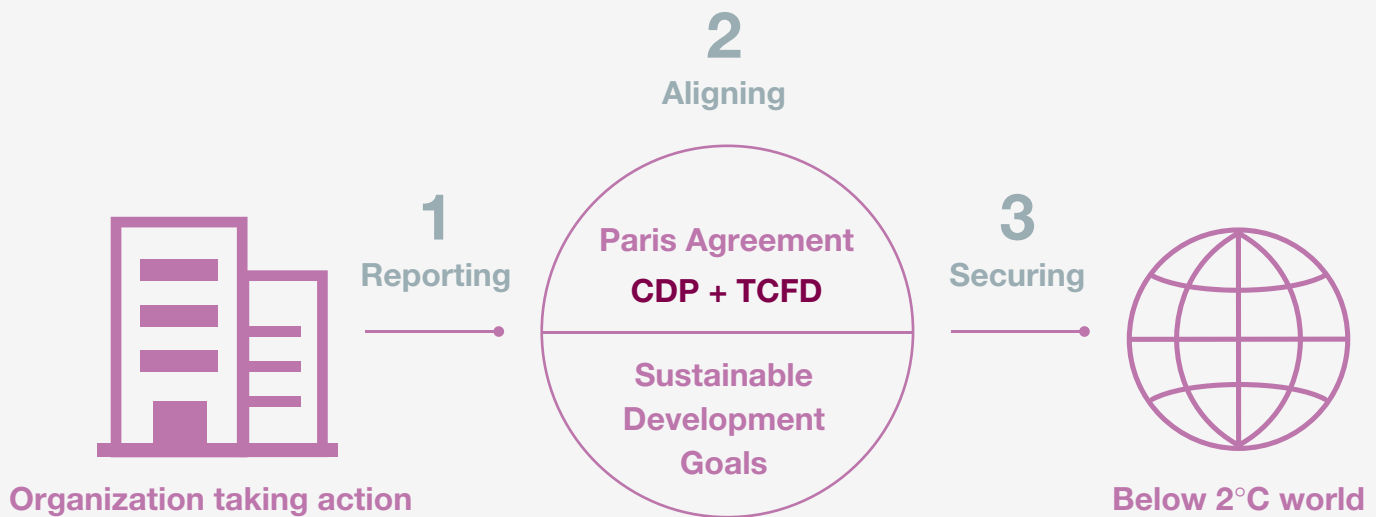 2
Aligning
1
Reporting
Paris Agreement
CDP + TCFD
Sustainable
Development
Goals
3
Securing
Organization taking action
Below 2°C world